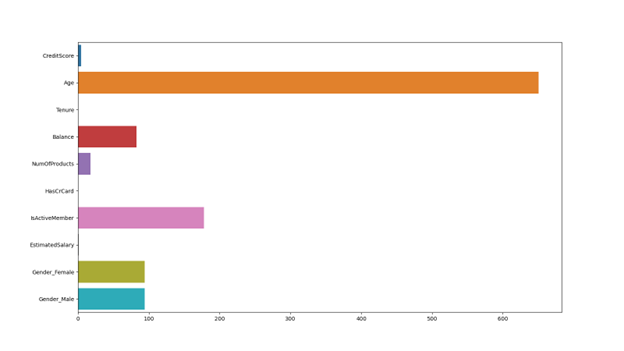 CreditScore
Age
Tenure
Balance
NumOfProducts
HasCrCard
IsActiveMember
EstimatedSalary
Gender_Female
Gender_Male
0 100 200 300 400 500 600